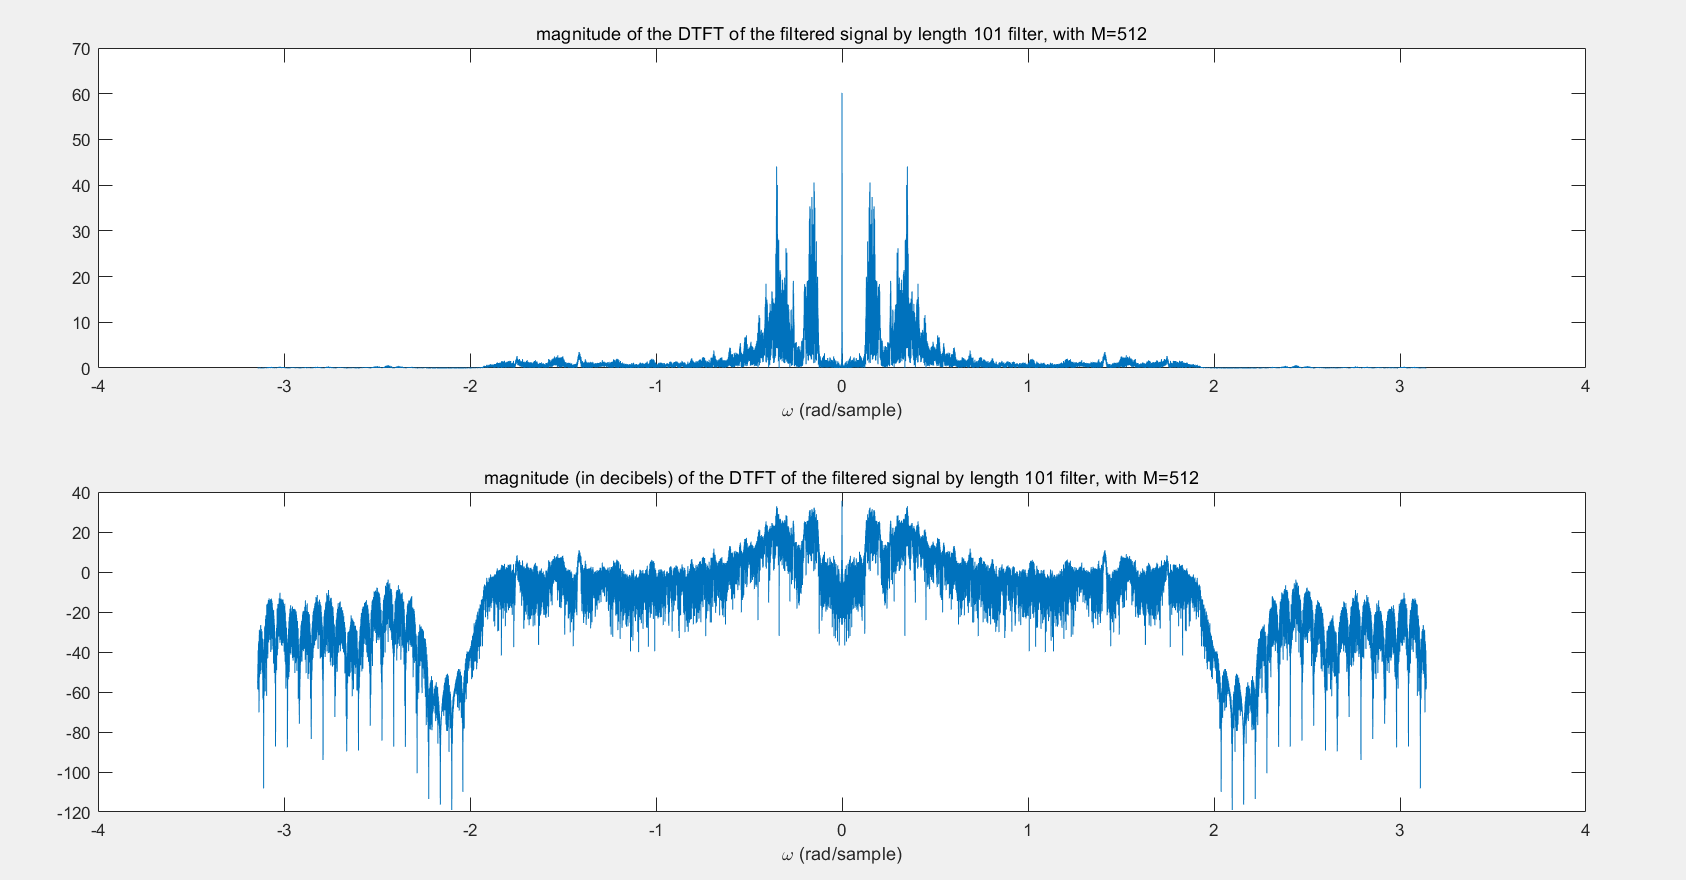 magnitude of the DTFT of the filtered signal by length 101 filter, with M=512
70
60
50
40
30
20
10
0
-4 -3 -2 -1 0 1 2 3 4
ω (rad/sample)
magnitude (in decibels) of the DTFT of the filtered signal by length 101 filter, with M=512
40
20
0
-20
-40
-60
-80
-100
-120
-4 -3 -2 -1 0 1 2 3 4
ω (rad/sample)